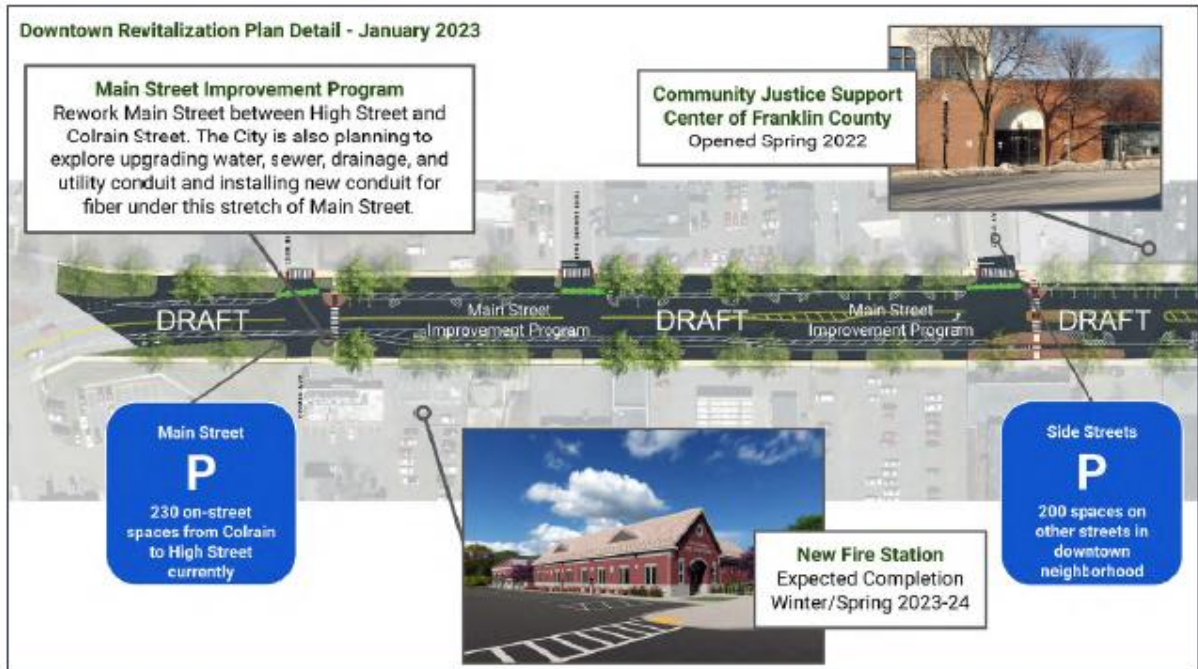 Downtown Revitalization Plan Detail - January 2023
Main Street Improvement Program
Rework Main Street between High Street and
Colrain Street. The City is also planning to
explore upgrading water, sewer, drainage, and
utility conduit and installing new conduit for
fiber under this stretch of Main Street.
Community Justice Support
Center of Franklin County
Opened Spring 2022
DRAFT
Main Street
Improvement Program
DRAFT
Main Street
Improvement Program
DRAFT
Main Street
P
230 on-street
spaces from Colrain
to High Street
currently
New Fire Station
Expected Completion
Winter/Spring 2023-24
Side Streets
P
200 spaces on
other streets in
downtown
neighborhood